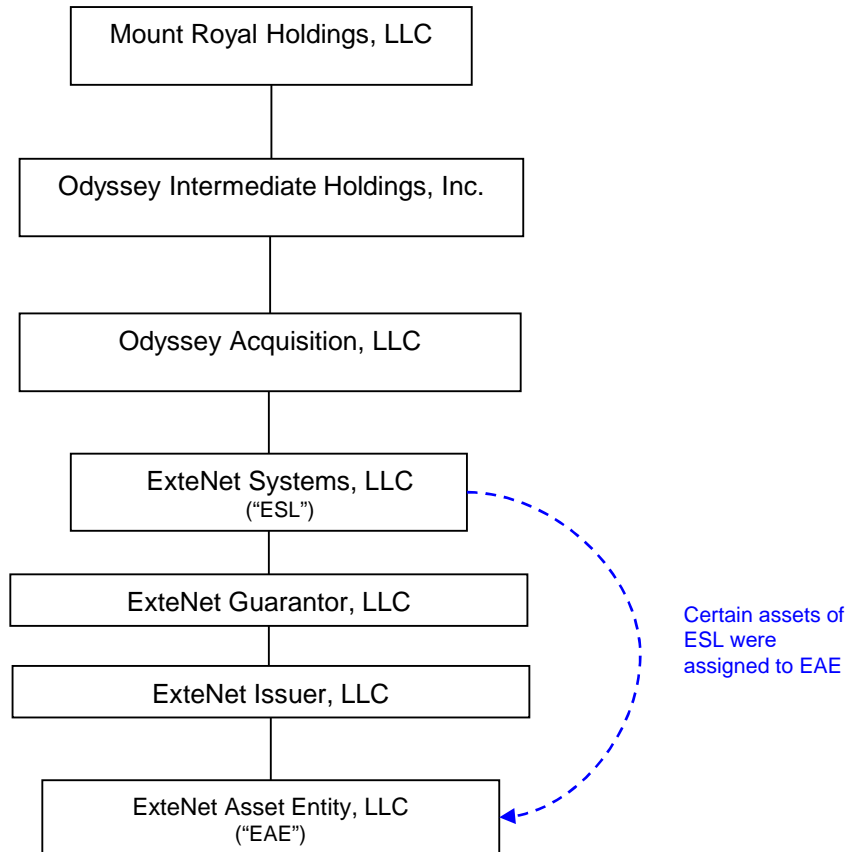 Mount Royal Holdings, LLC
Odyssey Intermediate Holdings, Inc.
Odyssey Acquisition, LLC
ExteNet Systems, LLC
(“ESL”)
ExteNet Guarantor, LLC
ExteNet Issuer, LLC
Certain assets of
ESL were
assigned to EAE
ExteNet Asset Entity, LLC
(“EAE”)